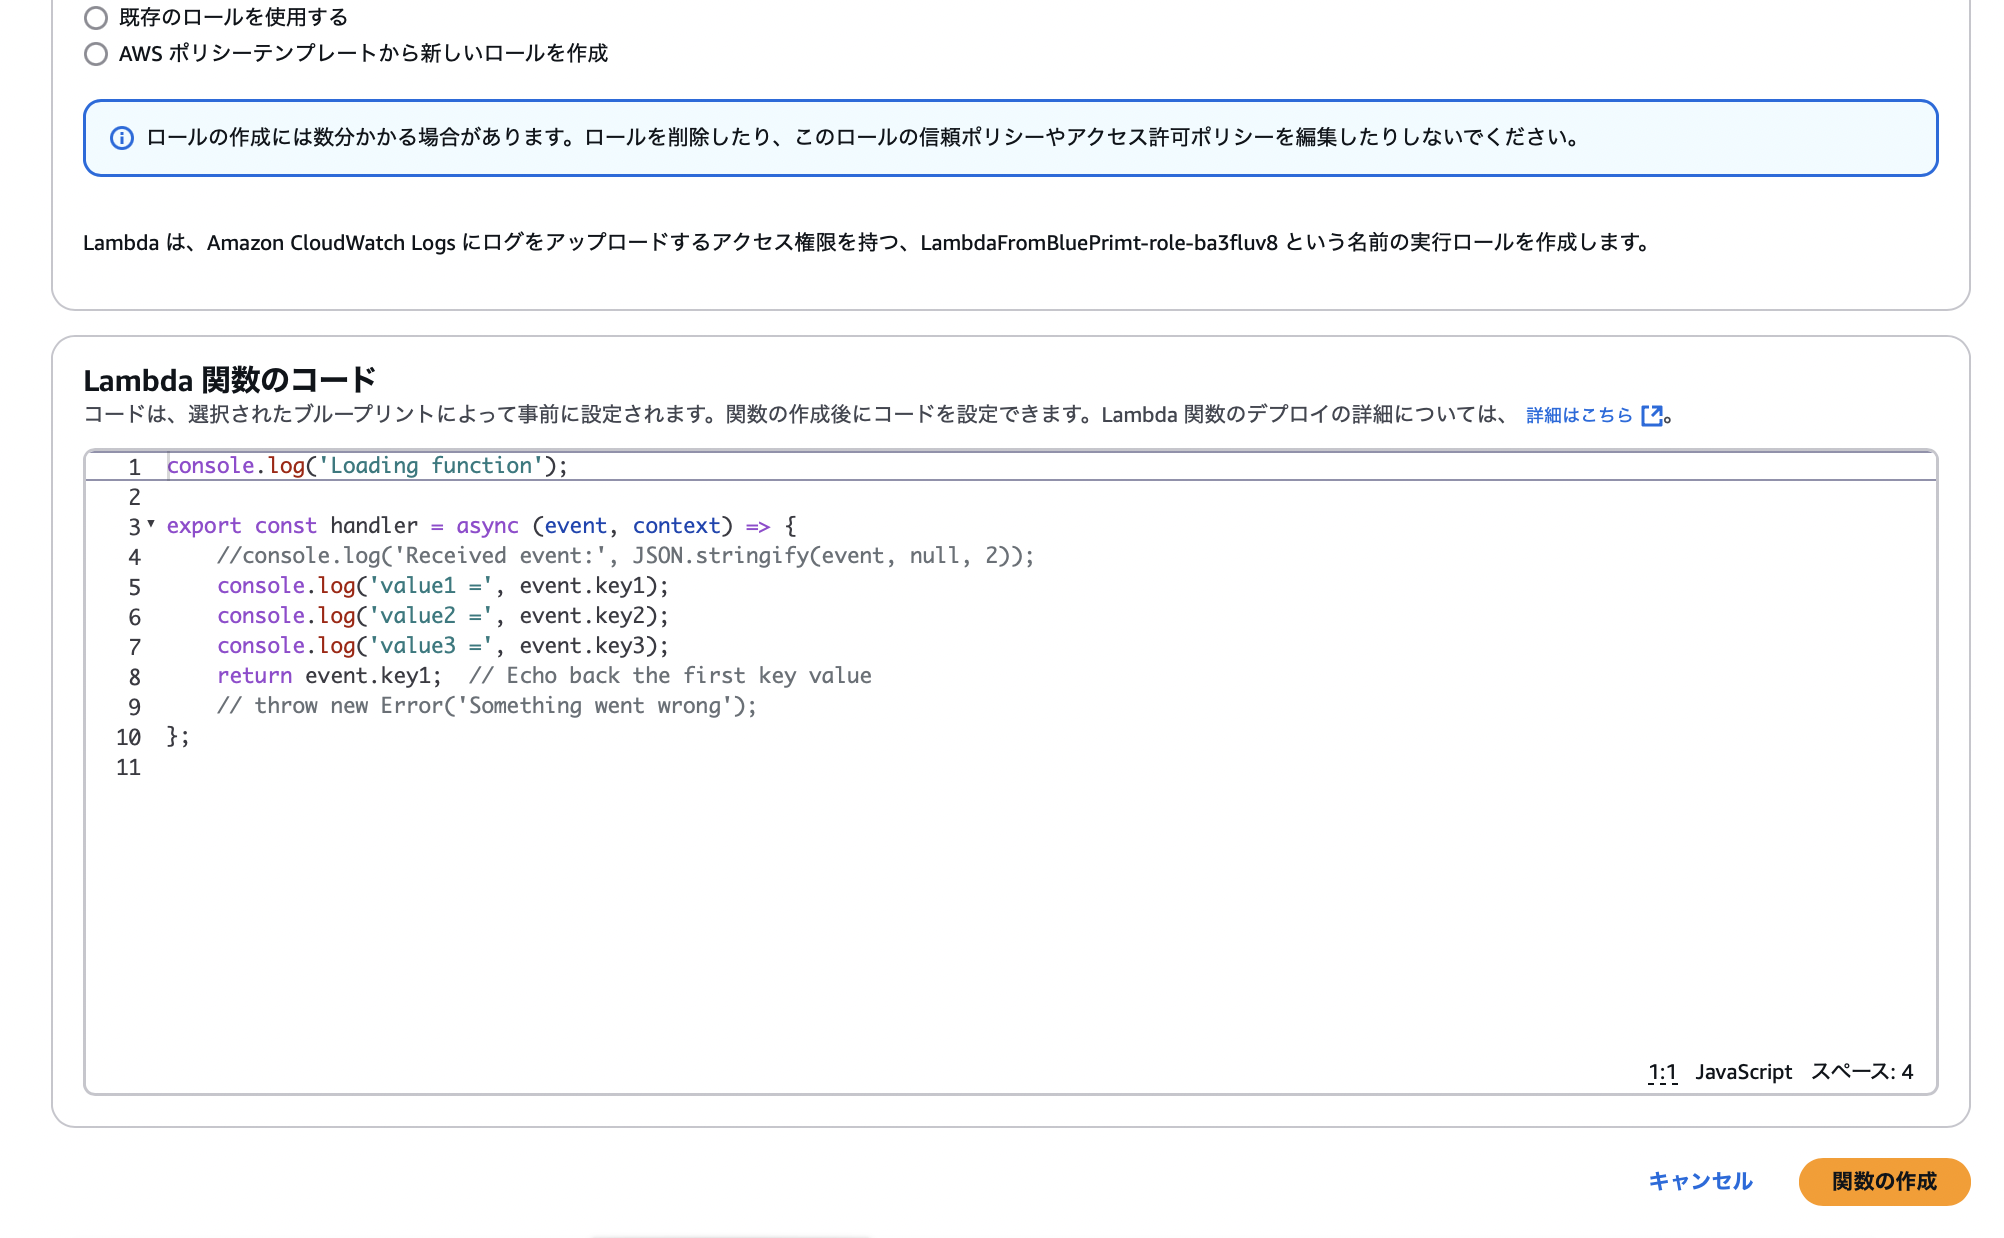 既存のロールを使用する
AWS ポリシーテンプレートから新しいロールを作成
ロールの作成には数分かかる場合があります。ロールを削除したり、このロールの信頼ポリシーやアクセス許可ポリシーを編集したりしないでください。
Lambda は、Amazon CloudWatch Logs にログをアップロードするアクセス権限を持つ、LambdaFromBluePrimt-role-ba3fluv8 という名前の実行ロールを作成します。
Lambda 関数のコード
コードは、選択されたブループリントによって事前に設定されます。関数の作成後にコードを設定できます。Lambda 関数のデプロイの詳細については、 詳細はこちら 。
1 console.log('Loading function');
2
3 export const handler = async (event, context) => {
4     //console.log('Received event:', JSON.stringify(event, null, 2));
5     console.log('value1 =', event.key1);
6     console.log('value2 =', event.key2);
7     console.log('value3 =', event.key3);
8     return event.key1;  // Echo back the first key value
9     // throw new Error('Something went wrong');
10 };
11
1:1 JavaScript スペース: 4
キャンセル 関数の作成